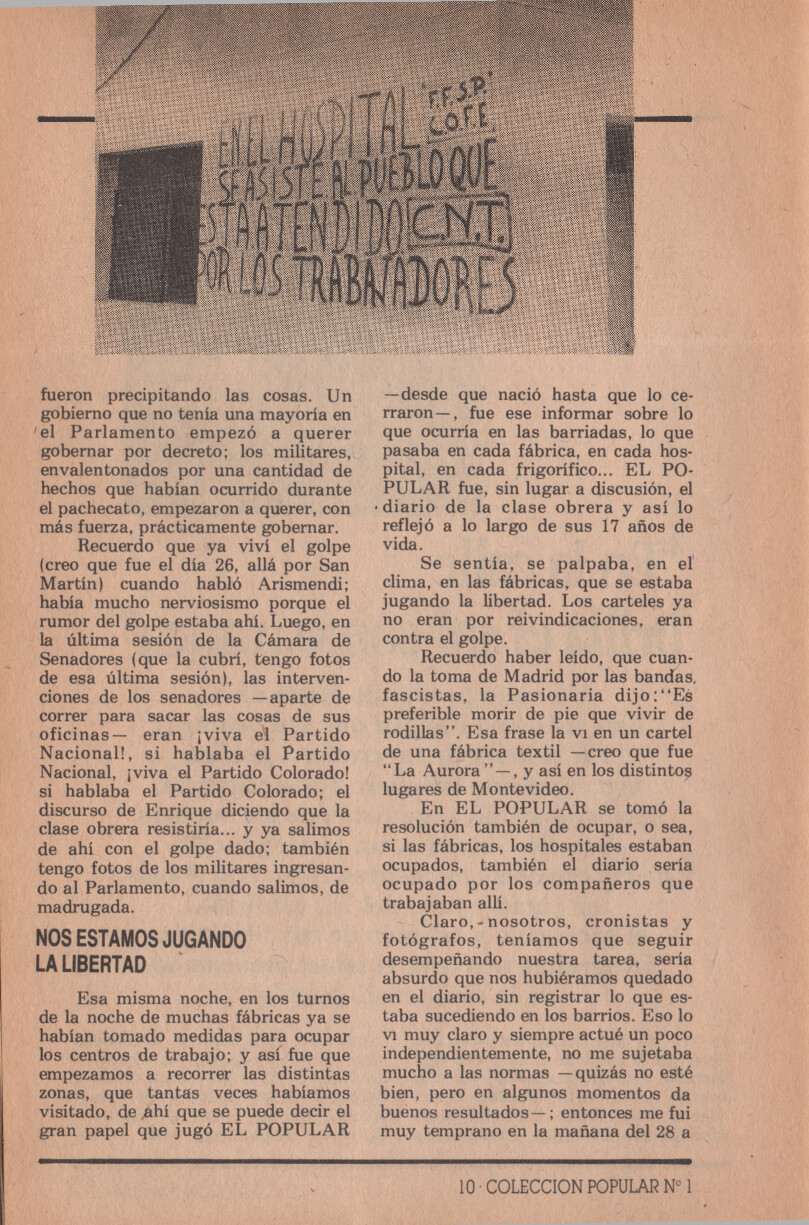 EN EL HOSPITAL
"F.F.S.P."
C.O.F.E.
SE ASISTE AL PUEBLO QUE
ESTA ATENDIDO C.N.T.
POR LOS TRABAJADORES
fueron precipitando las cosas. Un
gobierno que no tenía una mayoría en
el Parlamento empezó a querer
gobernar por decreto; los militares,
envalentonados por una cantidad de
hechos que habían ocurrido durante
el pachecato, empezaron a querer, con
más fuerza, prácticamente gobernar.
Recuerdo que ya viví el golpe
(creo que fue el día 26, allá por San
Martín) cuando habló Arismendi;
había mucho nerviosismo porque el
rumor del golpe estaba ahí. Luego, en
la última sesión de la Cámara de
Senadores (que la cubrí, tengo fotos
de esa última sesión), las interven-
ciones de los senadores —aparte de
correr para sacar las cosas de sus
oficinas— eran ¡viva el Partido
Nacional!, si hablaba el Partido
Nacional, ¡viva el Partido Colorado!
si hablaba el Partido Colorado; el
discurso de Enrique diciendo que la
clase obrera resistiría... y ya salimos
de ahí con el golpe dado; también
tengo fotos de los militares ingresan-
do al Parlamento, cuando salimos, de
madrugada.
NOS ESTAMOS JUGANDO
LA LIBERTAD
Esa misma noche, en los turnos
de la noche de muchas fábricas ya se
habían tomado medidas para ocupar
los centros de trabajo; y así fue que
empezamos a recorrer las distintas
zonas, que tantas veces habíamos
visitado, de ahí que se puede decir el
gran papel que jugó EL POPULAR
—desde que nació hasta que lo ce-
rraron—, fue ese informar sobre lo
que ocurría en las barriadas, lo que
pasaba en cada fábrica, en cada hos-
pital, en cada frigorífico... EL PO-
PULAR fue, sin lugar a discusión, el
diario de la clase obrera y así lo
reflejó a lo largo de sus 17 años de
vida.
Se sentía, se palpaba, en el
clima, en las fábricas, que se estaba
jugando la libertad. Los carteles ya
no eran por reivindicaciones, eran
contra el golpe.
Recuerdo haber leído, que cuan-
do la toma de Madrid por las bandas
fascistas, la Pasionaria dijo: "Es
preferible morir de pie que vivir de
rodillas". Esa frase la vi en un cartel
de una fábrica textil —creo que fue
"La Aurora"—, y así en los distintos
lugares de Montevideo.
En EL POPULAR se tomó la
resolución también de ocupar, o sea,
si las fábricas, los hospitales estaban
ocupados, también el diario sería
ocupado por los compañeros que
trabajaban allí.
Claro, nosotros, cronistas y
fotógrafos, teníamos que seguir
desempeñando nuestra tarea, sería
absurdo que nos hubiéramos quedado
en el diario, sin registrar lo que es-
taba sucediendo en los barrios. Eso lo
vi muy claro y siempre actué un poco
independientemente, no me sujetaba
mucho a las normas —quizás no esté
bien, pero en algunos momentos da
buenos resultados—; entonces me fui
muy temprano en la mañana del 28 a
10 · COLECCION POPULAR N° 1